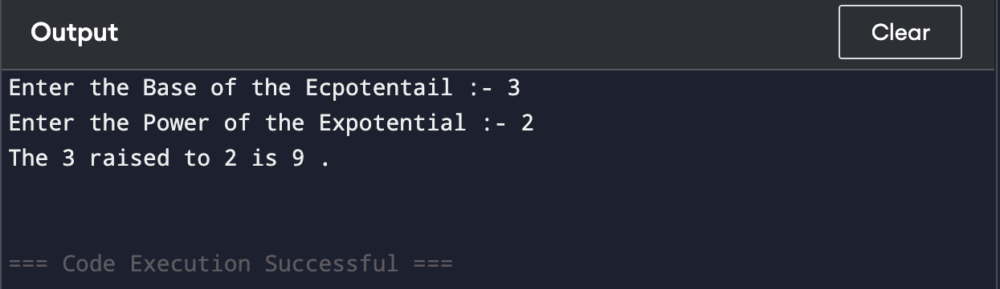 Output
Clear
Enter the Base of the Ecpotentail :- 3
Enter the Power of the Expotential :- 2
The 3 raised to 2 is 9 .
=== Code Execution Successful ===